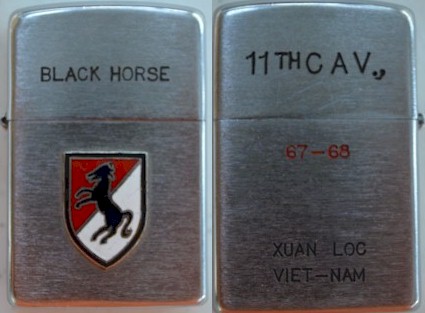 BLACK HORSE
11TH CAV.,
67-68
XUAN LOC
VIET-NAM